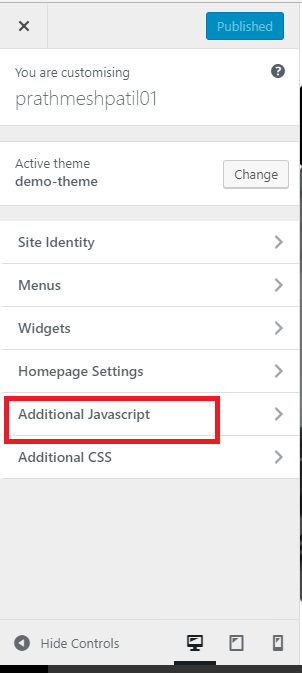 Published
You are customising
prathmeshpatil01
Active theme
demo-theme
Change
Site Identity
Menus
Widgets
Homepage Settings
Additional Javascript
Additional CSS
Hide Controls